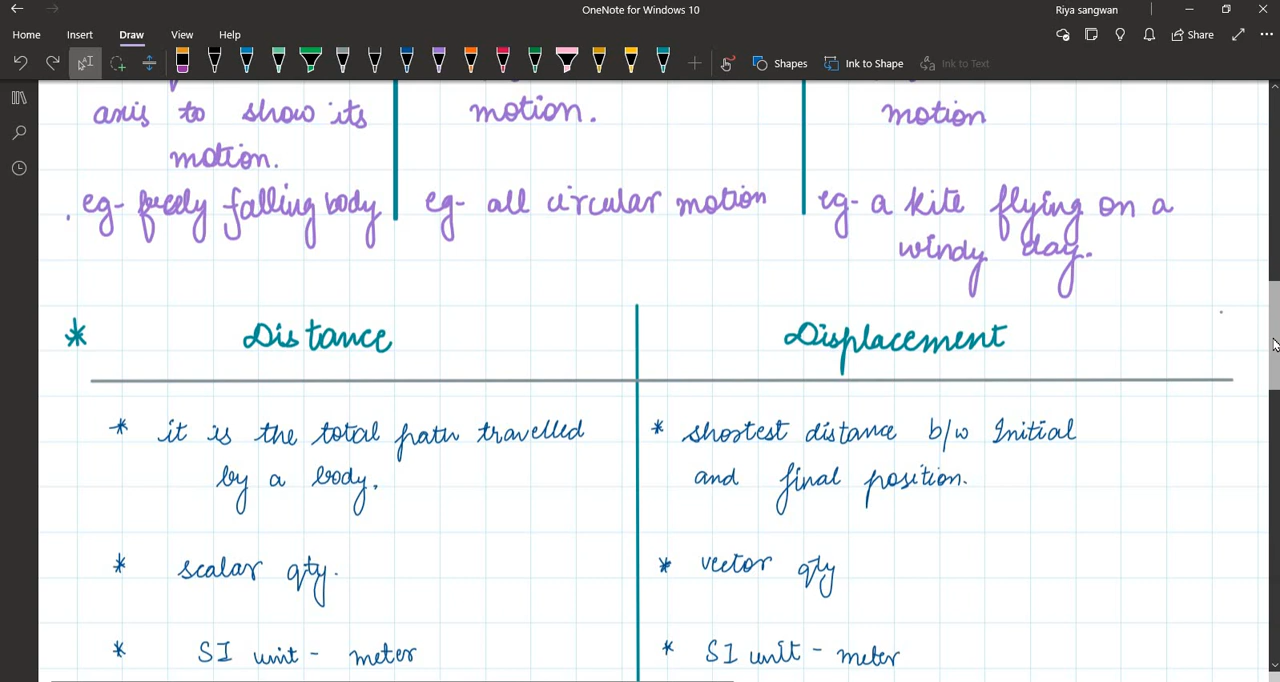 OneNote for Windows 10
Riya sangwan
Home Insert Draw View Help
Share
Shapes Ink to Shape Ink to Text
axis to show its
motion.
. eg- freely falling body
motion.
eg- all circular motion
motion
eg- a kite flying on a
windy day.
* Distance
Displacement
* it is the total path travelled
by a body.
* shortest distance b/w Initial
and final position.
* scalar qty.
* vector qty
* SI unit - meter
* SI unit - meter